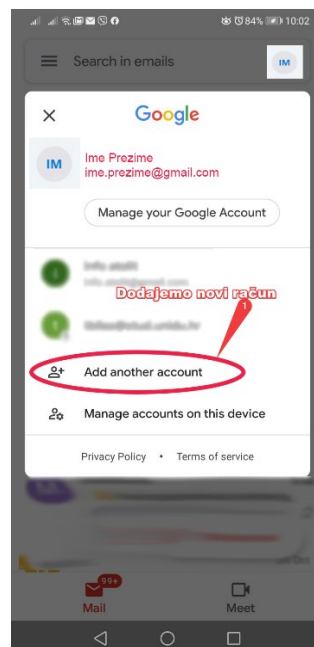 84% 10:02
Search in emails
IM
Google
IM
Ime Prezime
ime.prezime@gmail.com
Manage your Google Account
Dodajemo novi račun
1
Add another account
Manage accounts on this device
Privacy Policy • Terms of service
99+
Mail
Meet